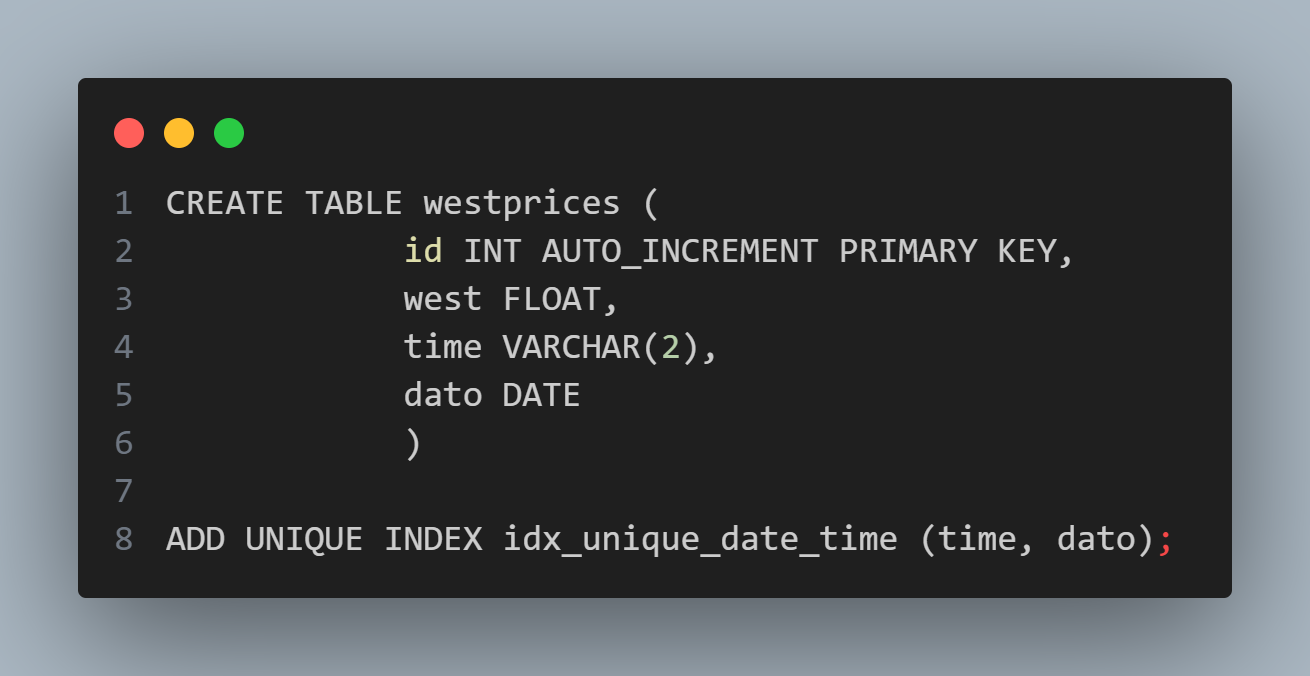 1 CREATE TABLE westprices (
2 id INT AUTO_INCREMENT PRIMARY KEY,
3 west FLOAT,
4 time VARCHAR(2),
5 dato DATE
6 )
7
8 ADD UNIQUE INDEX idx_unique_date_time (time, dato);